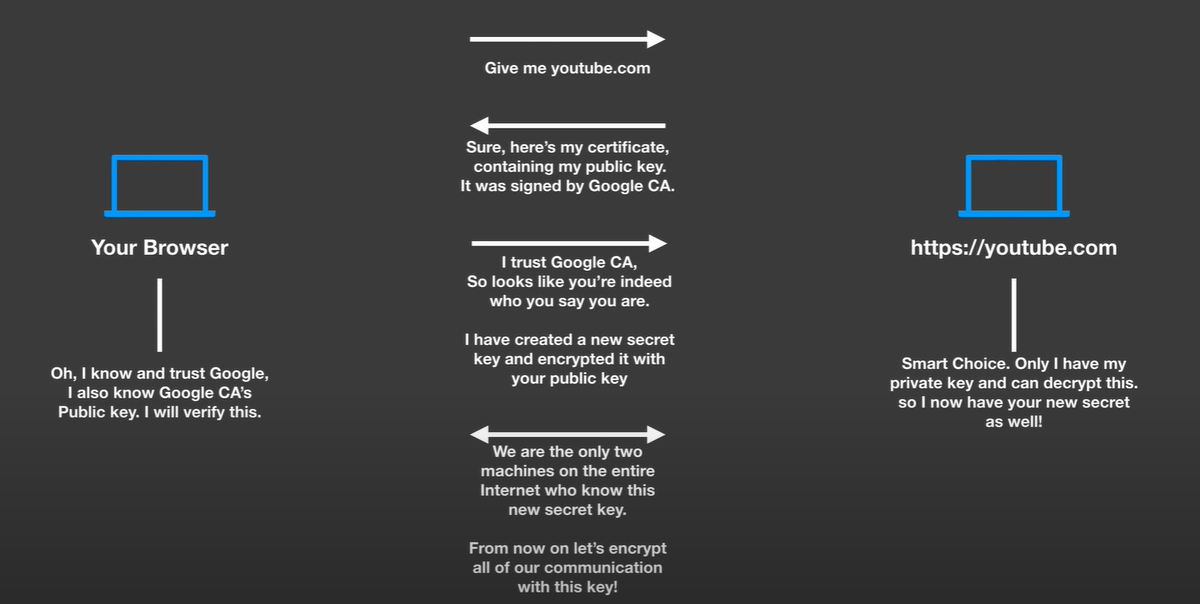 Give me youtube.com
Sure, here's my certificate,
containing my public key.
It was signed by Google CA.
Your Browser
https://youtube.com
I trust Google CA,
So looks like you're indeed
who you say you are.
I have created a new secret
key and encrypted it with
your public key
Oh, I know and trust Google,
I also know Google CA's
Public key. I will verify this.
Smart Choice. Only I have my
private key and can decrypt this.
so I now have your new secret
as well!
We are the only two
machines on the entire
Internet who know this
new secret key.
From now on let's encrypt
all of our communication
with this key!